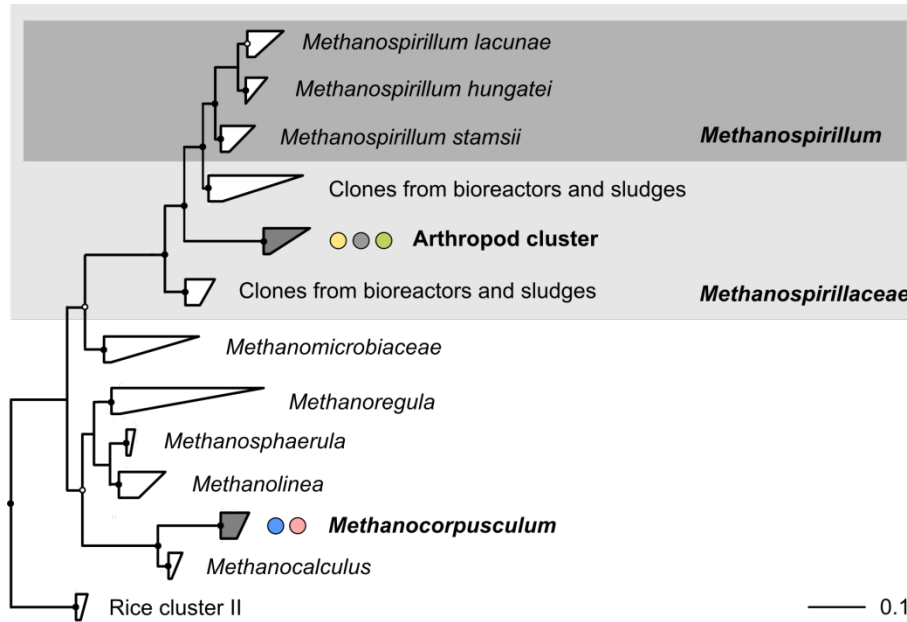 Methanospirillum lacunae
Methanospirillum hungatei
Methanospirillum stamsii
Methanospirillum
Clones from bioreactors and sludges
Arthropod cluster
Clones from bioreactors and sludges
Methanospirillaceae
Methanomicrobiaceae
Methanoregula
Methanosphaerula
Methanolinea
Methanocorpusculum
Methanocalculus
Rice cluster II
0.1